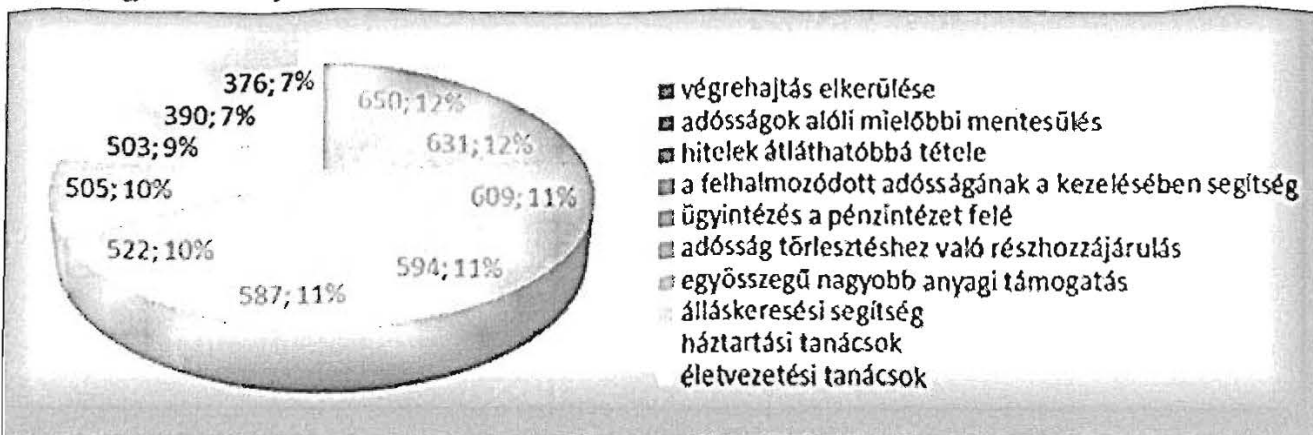 376; 7%
650; 12%
390; 7%
631; 12%
503; 9%
505; 10%
609; 11%
522; 10%
594; 11%
587; 11%
végrehajtás elkerülése
adósságok alóli mielőbbi mentesülés
hitelek átláthatóbbá tétele
a felhalmozódott adósságának a kezelésében segítség
ügyintézés a pénzintézet felé
adósság törlesztéshez való részhozzájárulás
egyösszegű nagyobb anyagi támogatás
álláskeresési segítség
háztartási tanácsok
életvezetési tanácsok